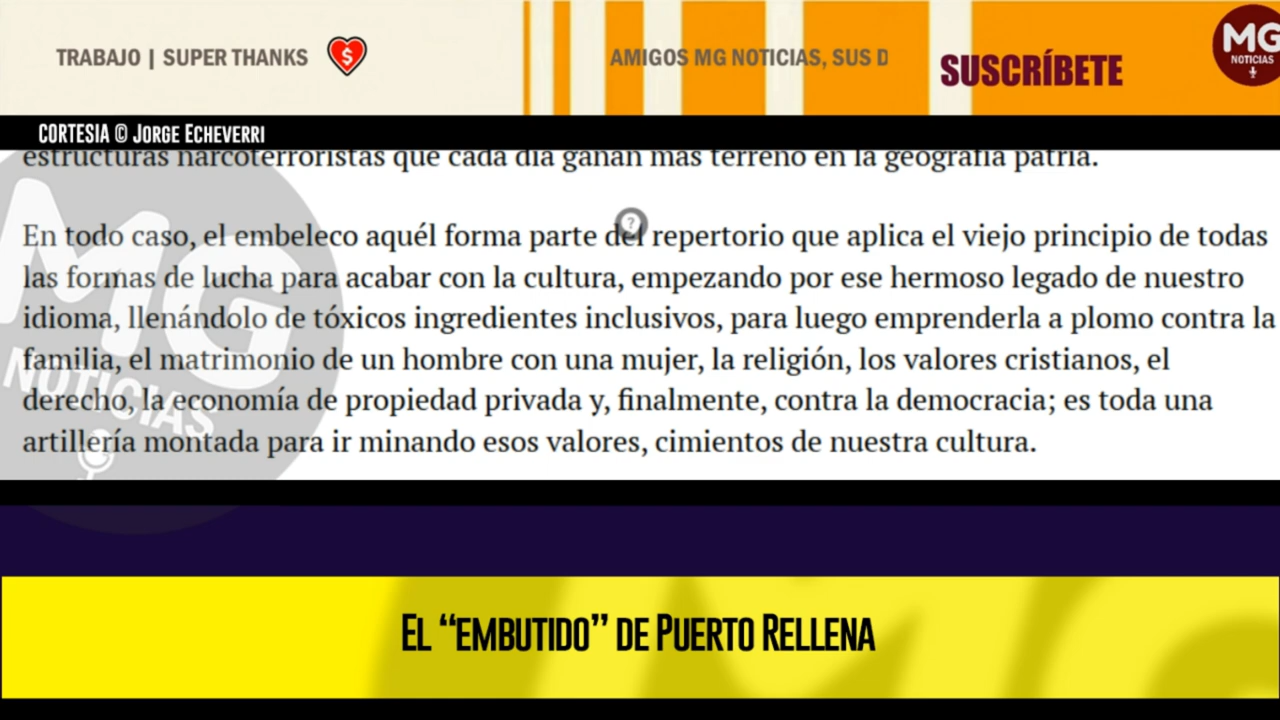 TRABAJO | SUPER THANKS
AMIGOS MG NOTICIAS, SUS D
SUSCRÍBETE
MG
NOTICIAS
CORTESIA © JORGE ECHEVERRI
estructuras narcoterroristas que cada día ganan más terreno en la geografía patria.
En todo caso, el embeleco aquél forma parte del repertorio que aplica el viejo principio de todas
las formas de lucha para acabar con la cultura, empezando por ese hermoso legado de nuestro
idioma, llenándolo de tóxicos ingredientes inclusivos, para luego emprenderla a plomo contra la
familia, el matrimonio de un hombre con una mujer, la religión, los valores cristianos, el
derecho, la economía de propiedad privada y, finalmente, contra la democracia; es toda una
artillería montada para ir minando esos valores, cimientos de nuestra cultura.
MG
NOTICIAS
EL “EMBUTIDO” DE PUERTO RELLENA